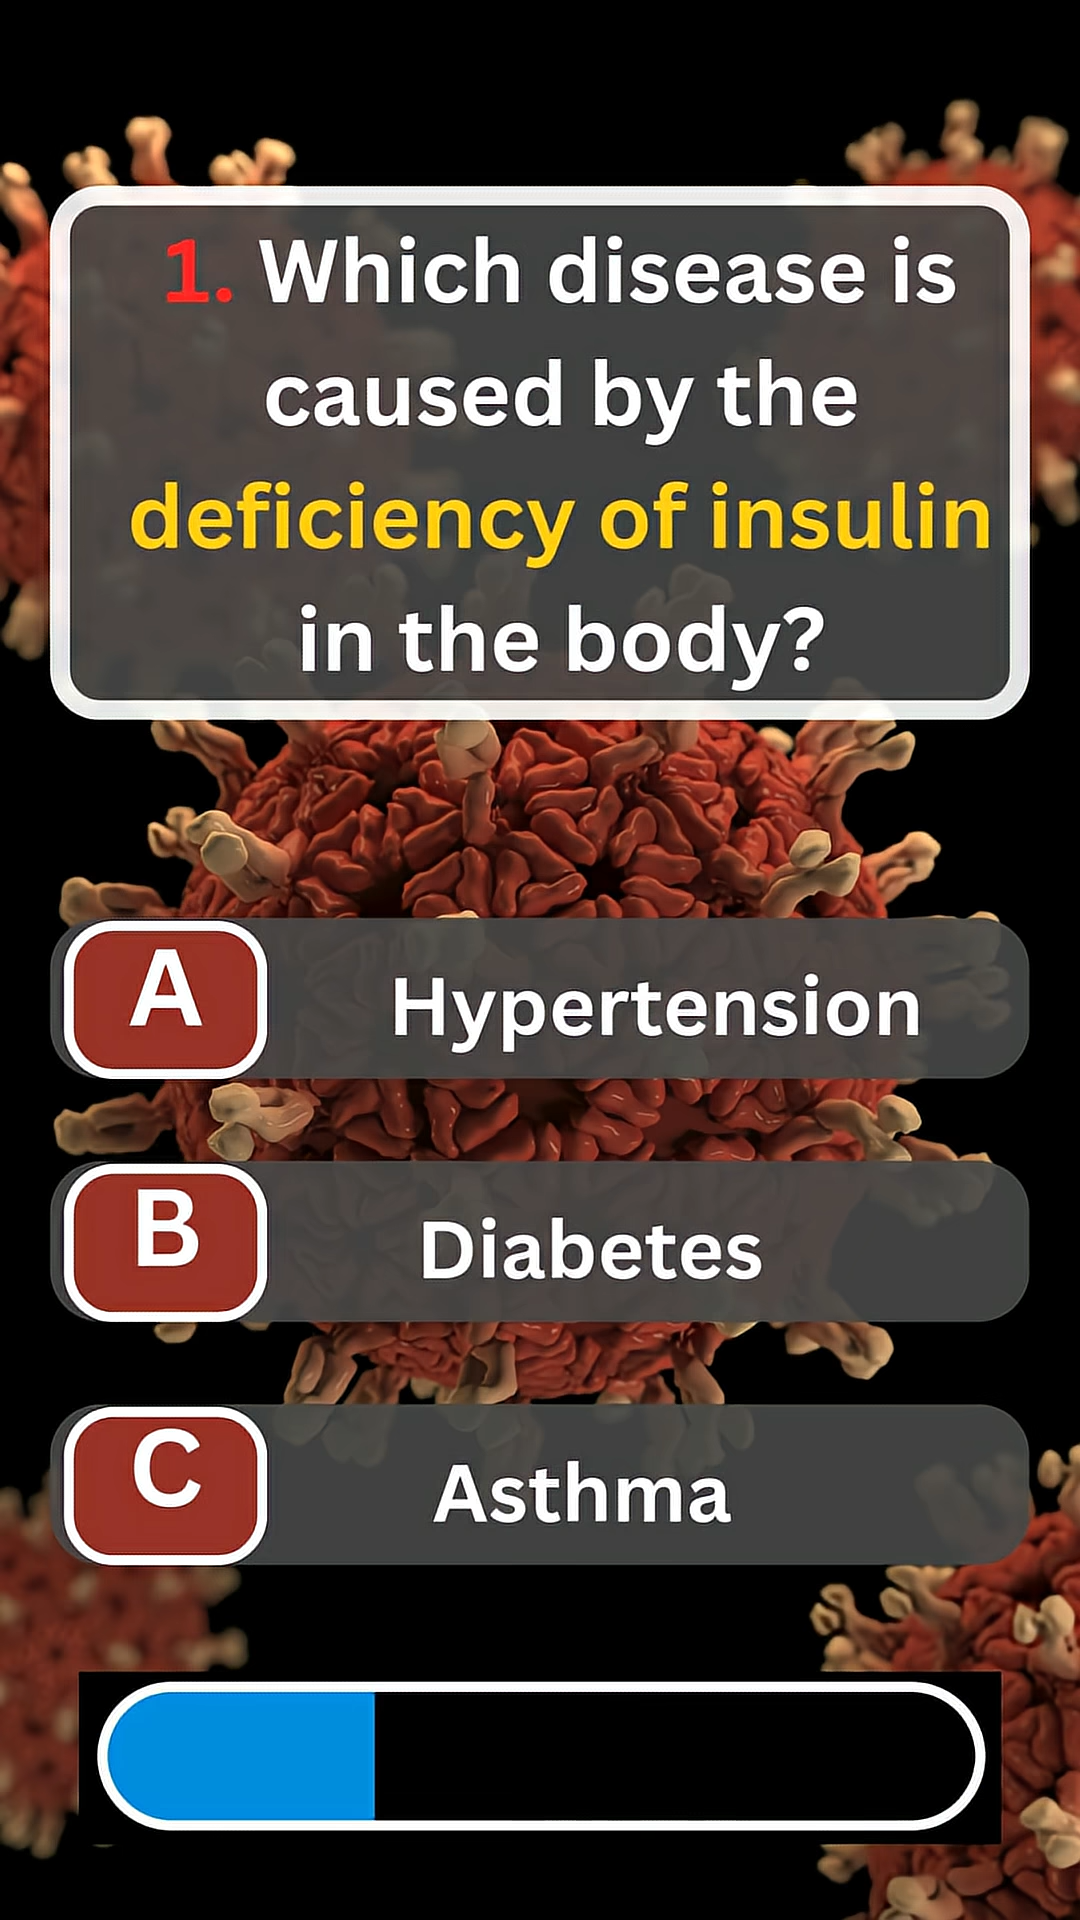 1. Which disease is
caused by the
deficiency of insulin
in the body?
A Hypertension
B Diabetes
C Asthma